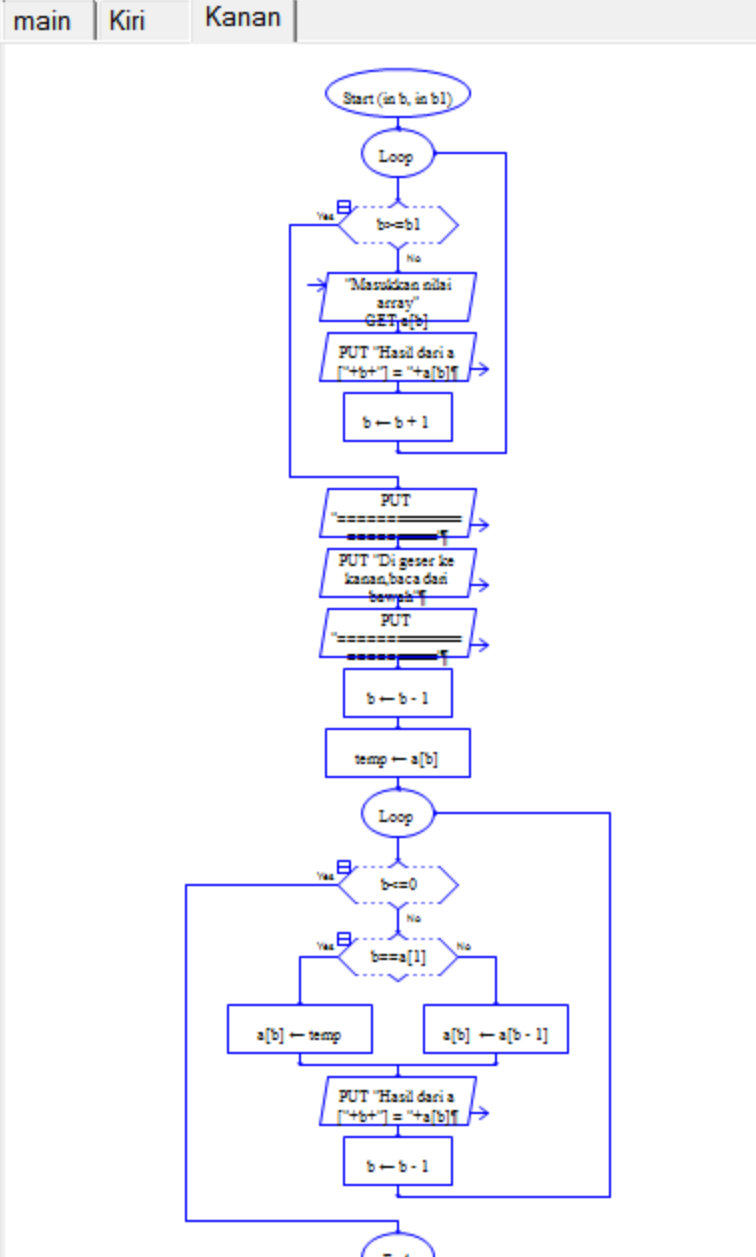 main Kiri Kanan
Start (in b, in b1)
Loop
Yes
b>=b1
No
"Masukkan nilai
array"
GET a[b]
PUT "Hasil dari a
["+b+"] = "+a[b]¶
b ← b + 1
PUT
PUT "Di geser ke
kanan,baca dari
bawah"¶
PUT
b ← b - 1
temp ← a[b]
Loop
Yes
b<=0
No
Yes
b==a[1]
No
a[b] ← temp
a[b] ← a[b - 1]
PUT "Hasil dari a
["+b+"] = "+a[b]¶
b ← b - 1